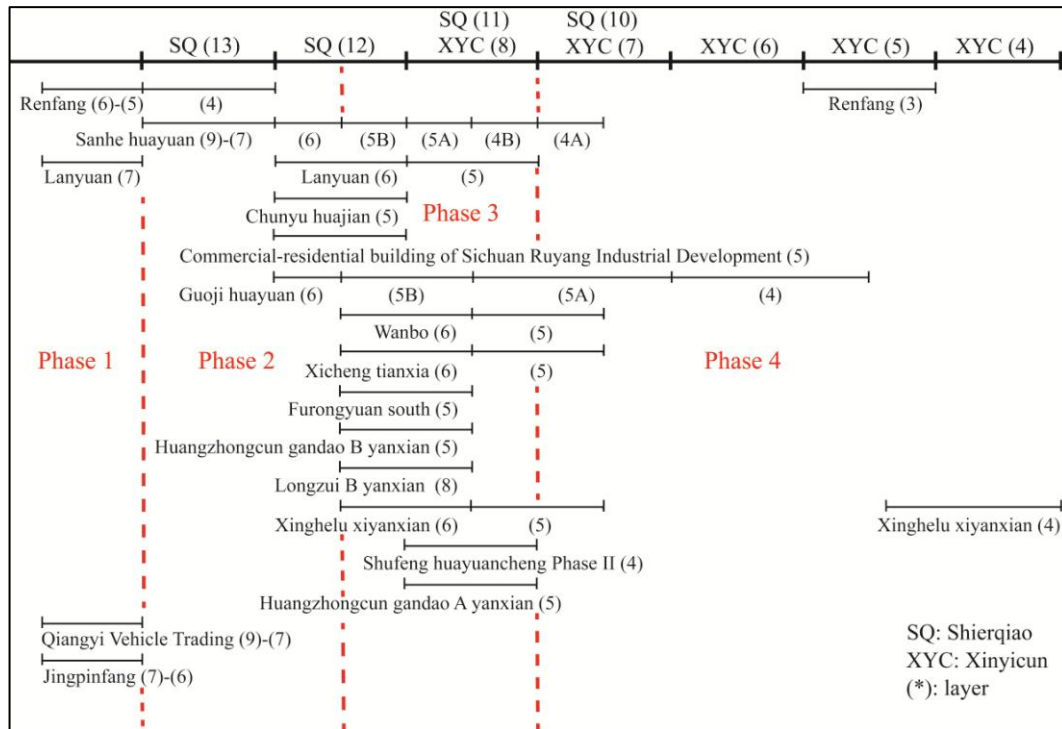 SQ (11) SQ (10)
SQ (13) SQ (12) XYC (8) XYC (7) XYC (6) XYC (5) XYC (4)
Renfang (6)-(5) (4) Renfang (3)
Sanhe huayuan (9)-(7) (6) (5B) (5A) (4B) (4A)
Lanyuan (7) Lanyuan (6) (5)
Chunyu huajian (5) Phase 3
Commercial-residential building of Sichuan Ruyang Industrial Development (5)
Guoji huayuan (6) (5B) (5A) (4)
Wanbo (6) (5)
Phase 1 Phase 2 Phase 4
Xicheng tianxia (6) (5)
Furongyuan south (5)
Huangzhongcun gandao B yanxian (5)
Longzui B yanxian (8)
Xinghelu xiyanxian (6) (5) Xinghelu xiyanxian (4)
Shufeng huayuancheng Phase II (4)
Huangzhongcun gandao A yanxian (5)
Qiangyi Vehicle Trading (9)-(7)
Jingpinfang (7)-(6)
SQ: Shierqiao
XYC: Xinyicun
(*): layer